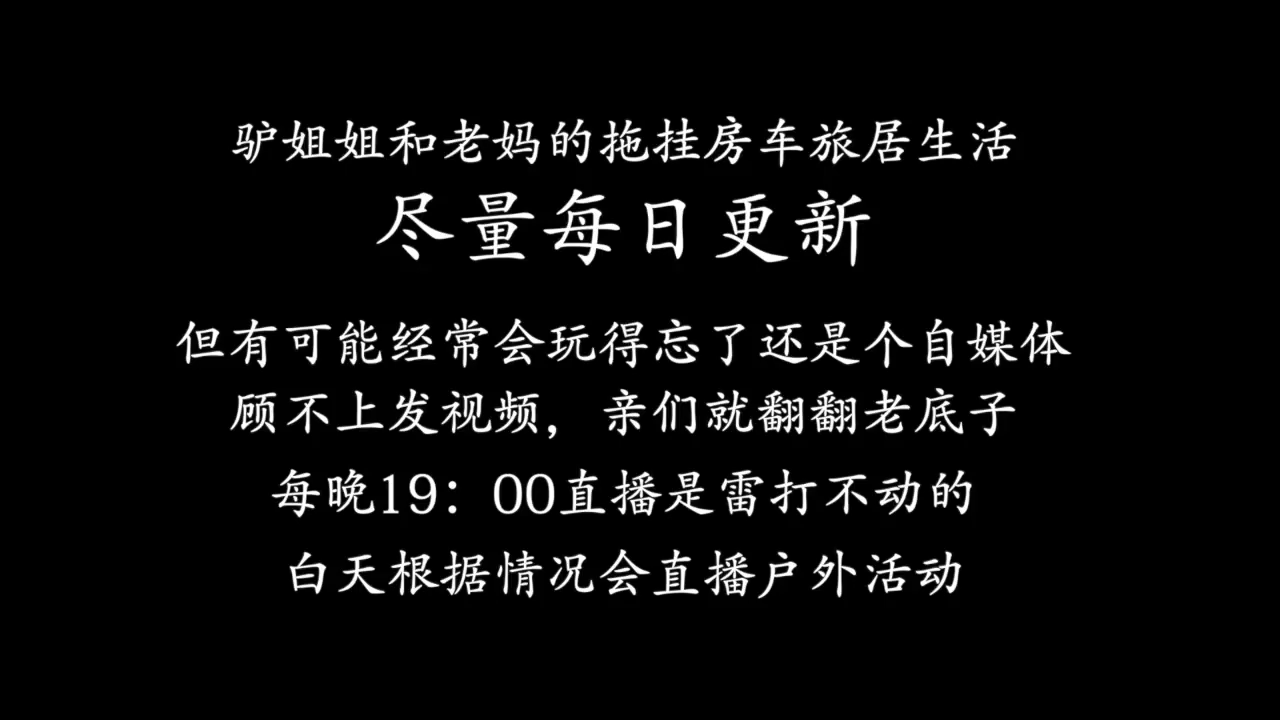 驴姐姐和老妈的拖挂房车旅居生活
尽量每日更新
但有可能经常会玩得忘了还是个自媒体
顾不上发视频，亲们就翻翻老底子
每晚19：00直播是雷打不动的
白天根据情况会直播户外活动